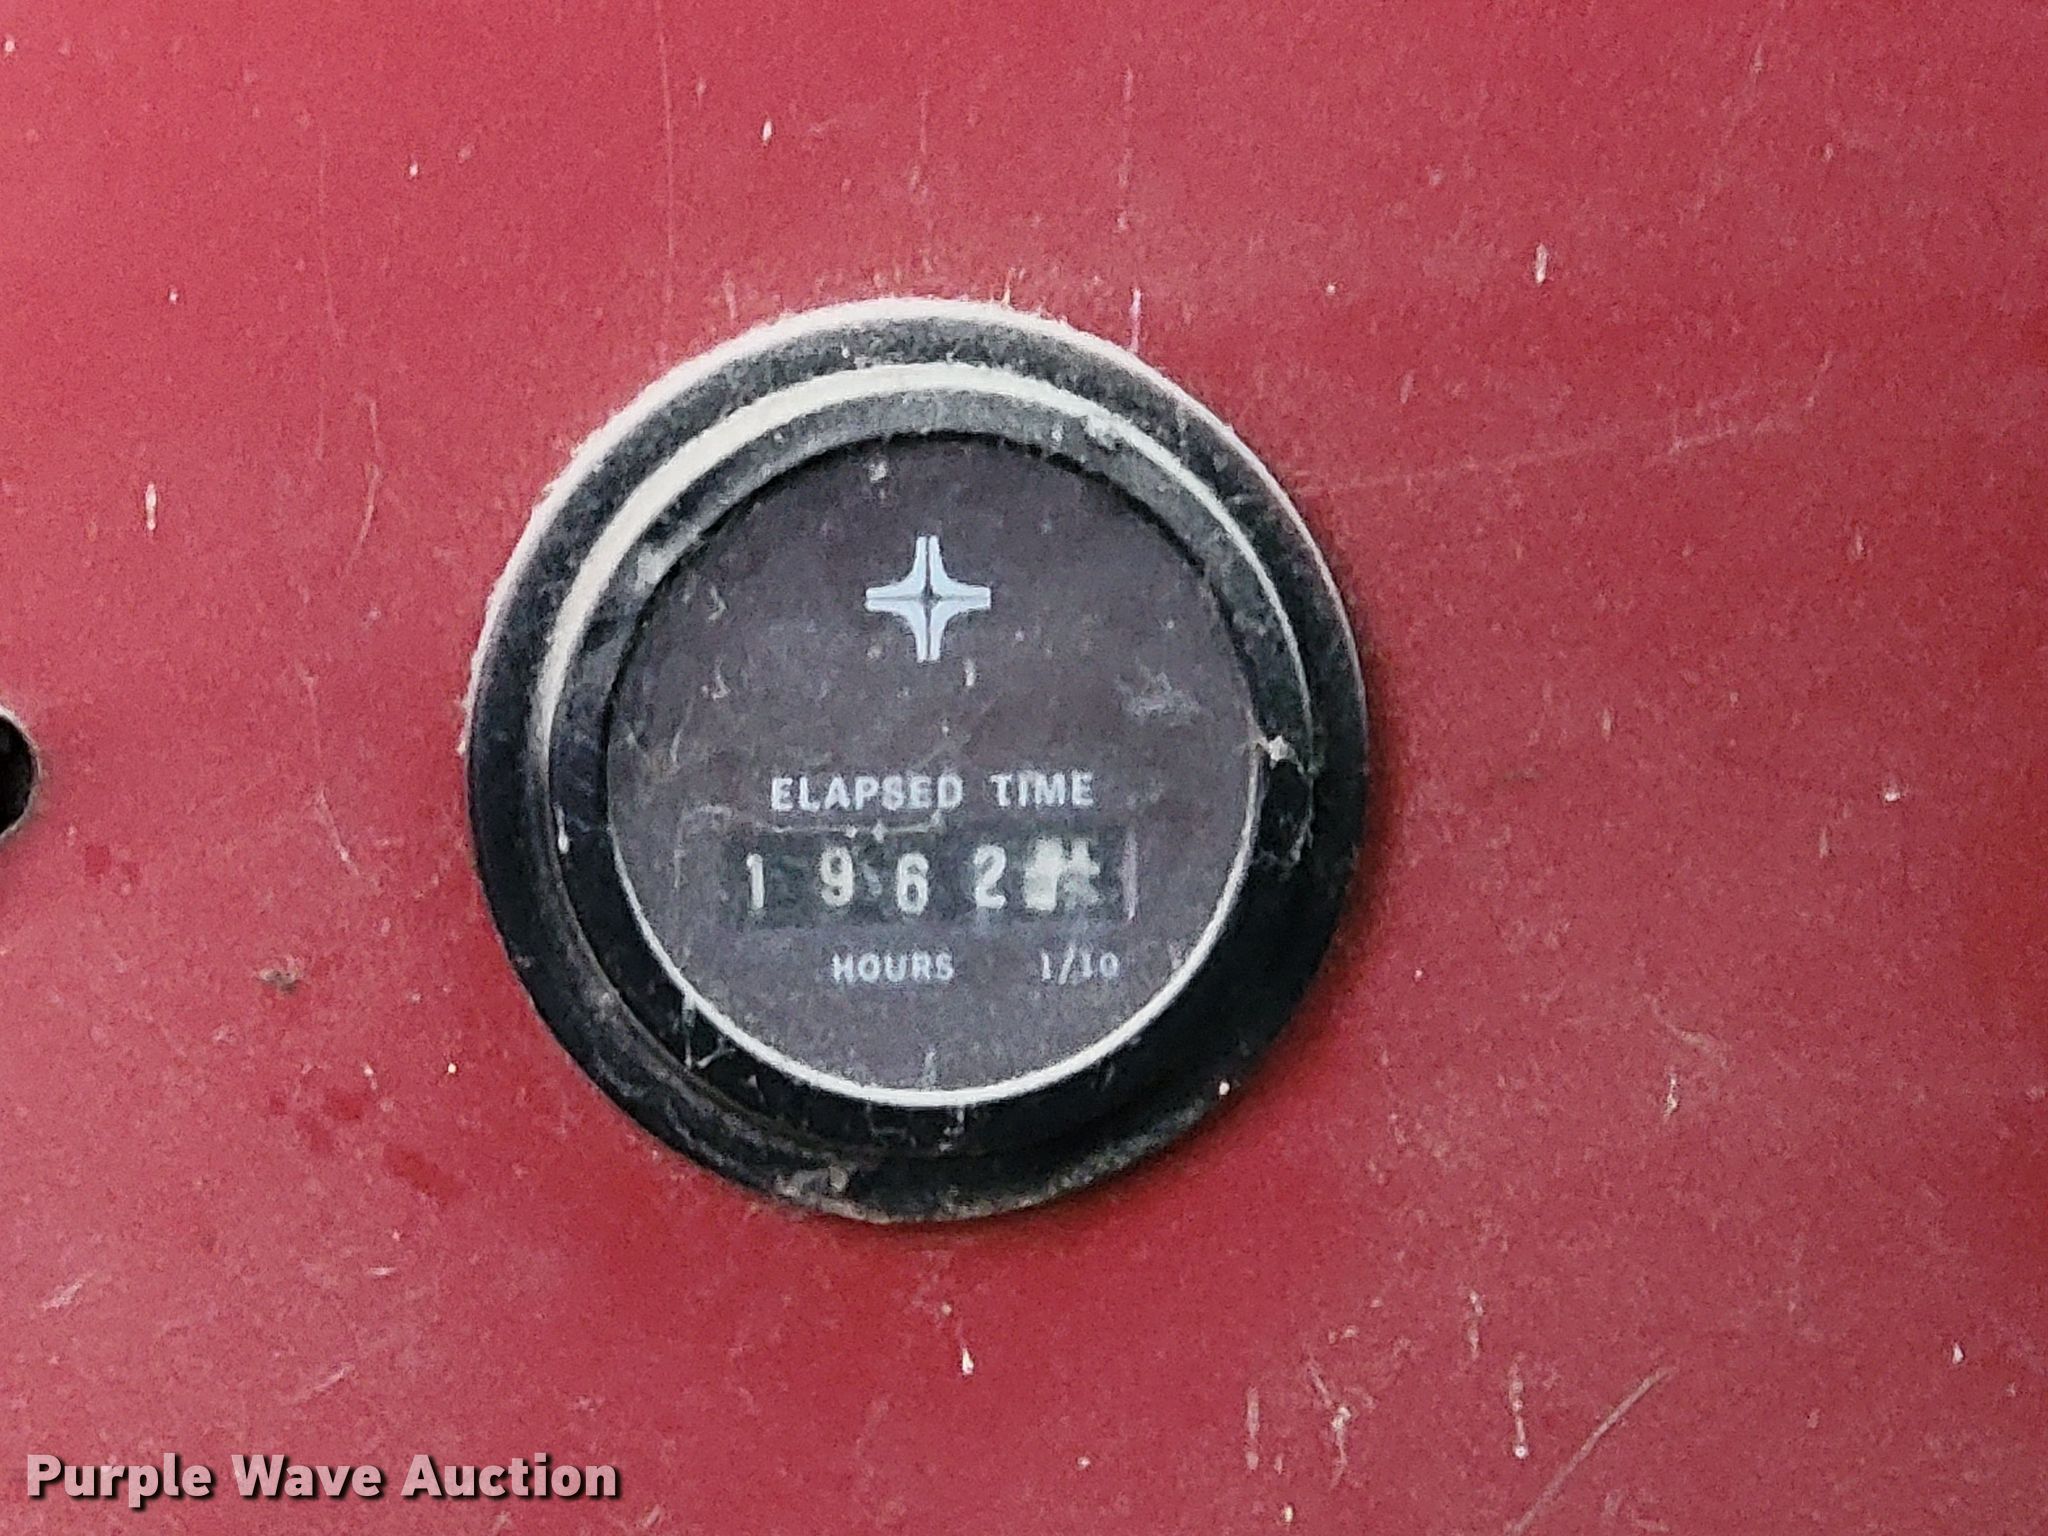 ELAPSED TIME
1 9 6 2
HOURS 1/10
Purple Wave Auction